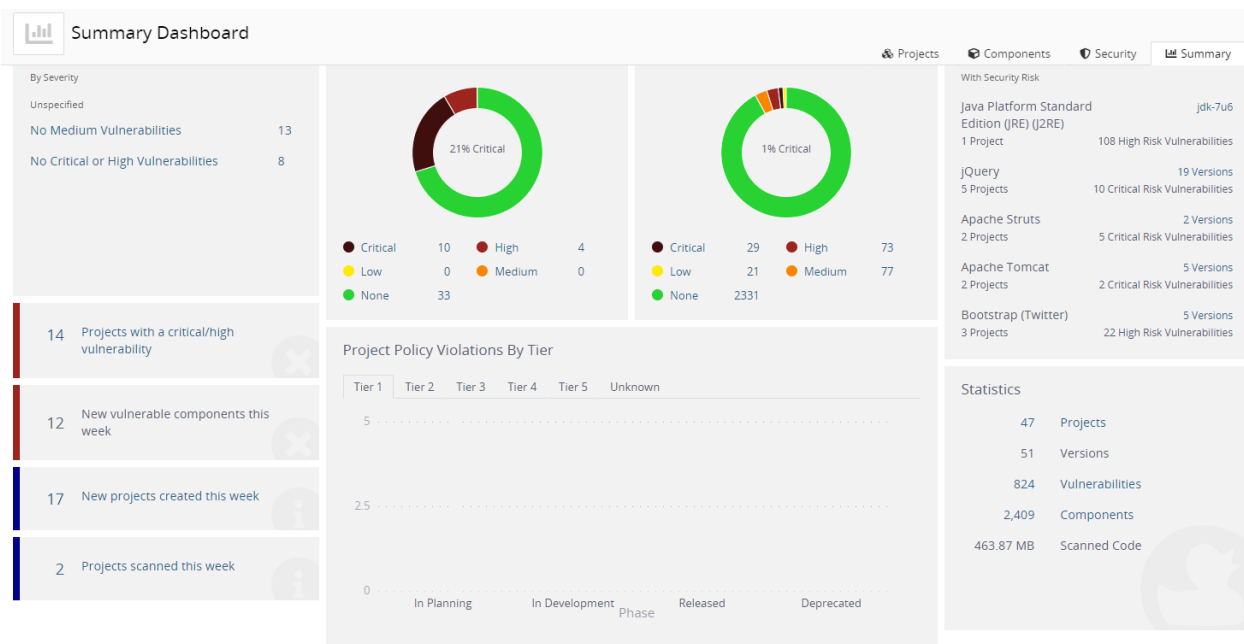 Summary Dashboard
Projects
Components
Security
Summary
By Severity
Unspecified
No Medium Vulnerabilities 13
No Critical or High Vulnerabilities 8
14 Projects with a critical/high
vulnerability
12 New vulnerable components this
week
17 New projects created this week
2 Projects scanned this week
21% Critical
Critical 10 High 4
Low 0 Medium 0
None 33
1% Critical
Critical 29 High 73
Low 21 Medium 77
None 2331
Project Policy Violations By Tier
Tier 1 Tier 2 Tier 3 Tier 4 Tier 5 Unknown
5
2.5
0
In Planning In Development Released Deprecated
Phase
With Security Risk
Java Platform Standard jdk-7u6
Edition (JRE) (J2RE)
1 Project 108 High Risk Vulnerabilities
jQuery 19 Versions
5 Projects 10 Critical Risk Vulnerabilities
Apache Struts 2 Versions
2 Projects 5 Critical Risk Vulnerabilities
Apache Tomcat 5 Versions
2 Projects 2 Critical Risk Vulnerabilities
Bootstrap (Twitter) 5 Versions
3 Projects 22 High Risk Vulnerabilities
Statistics
47 Projects
51 Versions
824 Vulnerabilities
2,409 Components
463.87 MB Scanned Code